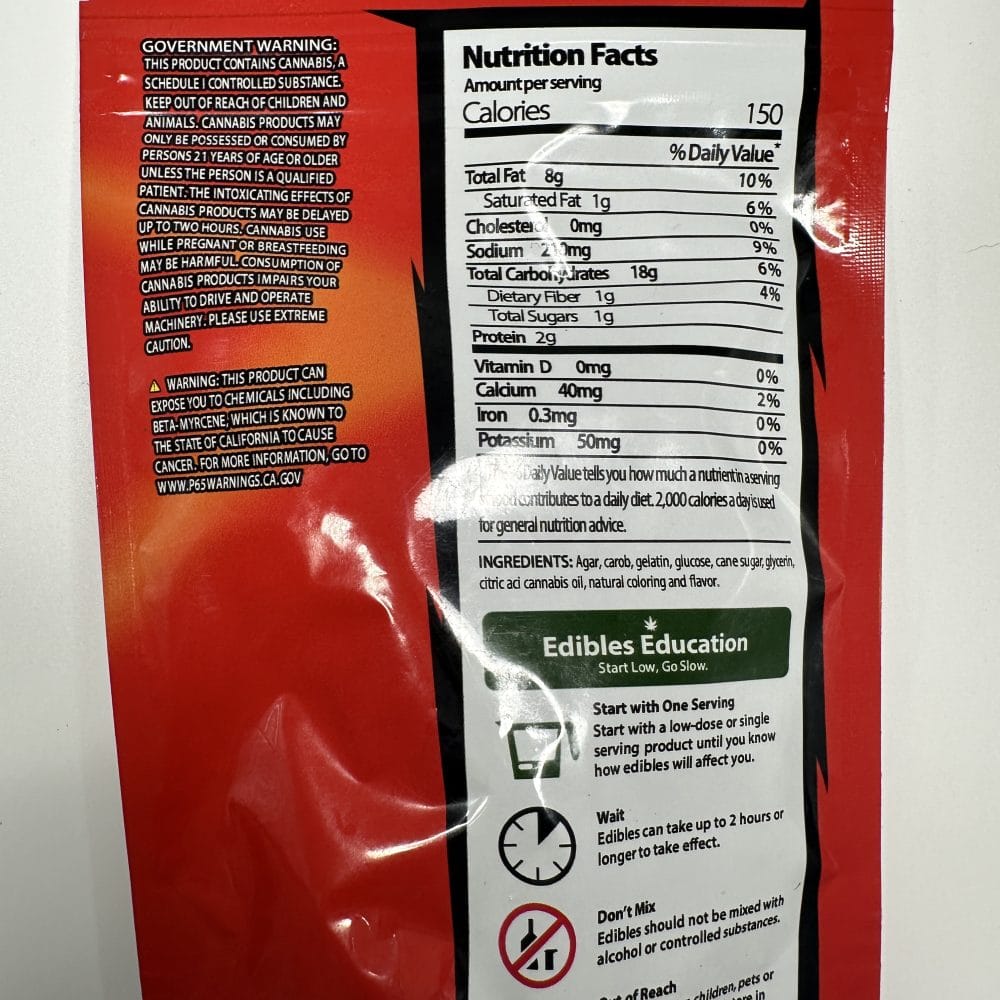 GOVERNMENT WARNING:
THIS PRODUCT CONTAINS CANNABIS, A
SCHEDULE I CONTROLLED SUBSTANCE.
KEEP OUT OF REACH OF CHILDREN AND
ANIMALS. CANNABIS PRODUCTS MAY
ONLY BE POSSESSED OR CONSUMED BY
PERSONS 21 YEARS OF AGE OR OLDER
UNLESS THE PERSON IS A QUALIFIED
PATIENT. THE INTOXICATING EFFECTS OF
CANNABIS PRODUCTS MAY BE DELAYED
UP TO TWO HOURS. CANNABIS USE
WHILE PREGNANT OR BREASTFEEDING
MAY BE HARMFUL. CONSUMPTION OF
CANNABIS PRODUCTS IMPAIRS YOUR
ABILITY TO DRIVE AND OPERATE
MACHINERY. PLEASE USE EXTREME
CAUTION.
WARNING: THIS PRODUCT CAN
EXPOSE YOU TO CHEMICALS INCLUDING
BETA-MYRCENE, WHICH IS KNOWN TO
THE STATE OF CALIFORNIA TO CAUSE
CANCER. FOR MORE INFORMATION, GO TO
WWW.P65WARNINGS.CA.GOV
Nutrition Facts
Amount per serving
Calories 150
% Daily Value*
Total Fat 8g 10%
Saturated Fat 1g 6%
Cholesterol 0mg 0%
Sodium 9%
Total Carbohydrates 18g 6%
Dietary Fiber 1g 4%
Total Sugars 1g
Protein 2g
Vitamin D 0mg 0%
Calcium 40mg 2%
Iron 0.3mg 0%
Potassium 50mg 0%
Daily Value tells you how much a nutrient in a serving
contributes to a daily diet. 2,000 calories a day is used
for general nutrition advice.
INGREDIENTS: Agar, carob, gelatin, glucose, cane sugar, glycerin,
citric aci cannabis oil, natural coloring and flavor.
Edibles Education
Start Low, Go Slow.
Start with One Serving
Start with a low-dose or single
serving product until you know
how edibles will affect you.
Wait
Edibles can take up to 2 hours or
longer to take effect.
Don't Mix
Edibles should not be mixed with
alcohol or controlled substances.
of Reach
children, pets or
in